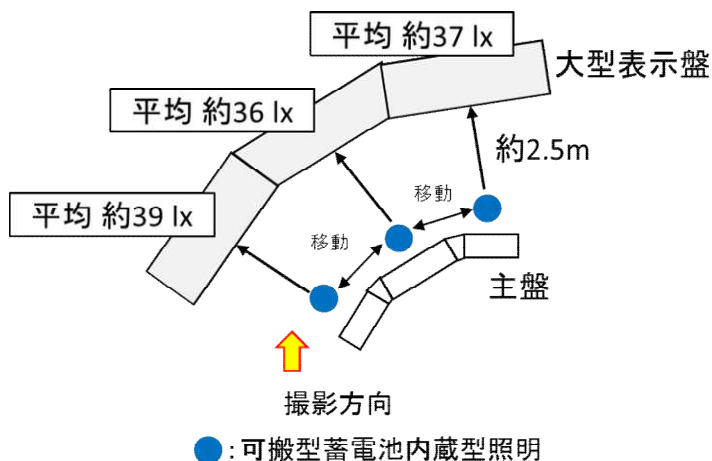 平均 約37 lx
大型表示盤
平均 約36 lx
約2.5m
移動
平均 約39 lx
移動
主盤
撮影方向
：可搬型蓄電池内蔵型照明